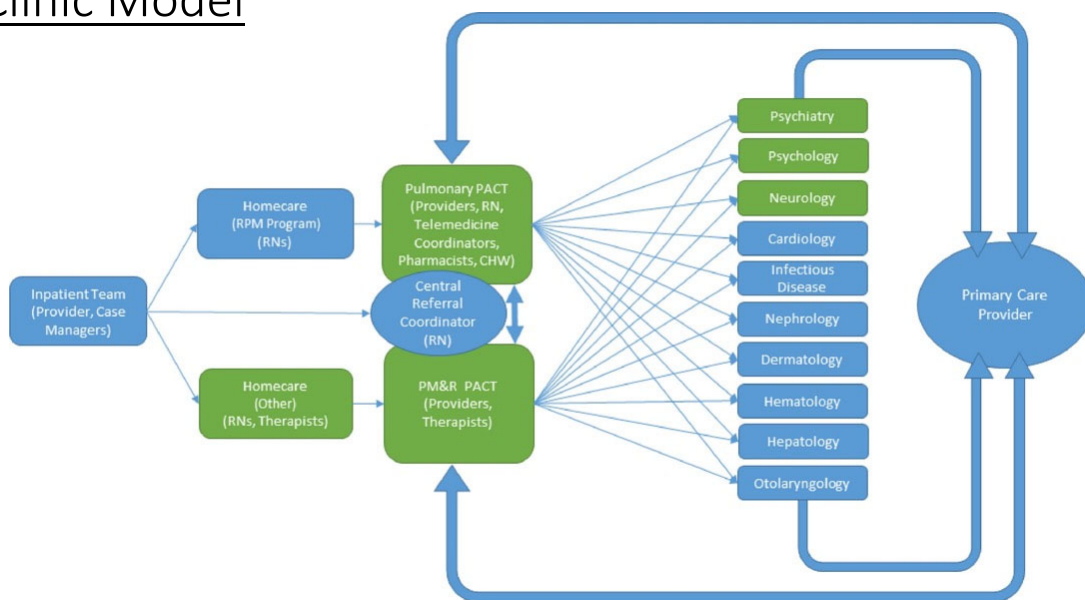 Clinic Model
Inpatient Team
(Provider, Case
Managers)
Homecare
(RPM Program)
(RNs)
Homecare
(Other)
(RNs, Therapists)
Pulmonary PACT
(Providers, RN,
Telemedicine
Coordinators,
Pharmacists, CHW)
Central
Referral
Coordinator
(RN)
PM&R PACT
(Providers,
Therapists)
Psychiatry
Psychology
Neurology
Cardiology
Infectious
Disease
Nephrology
Dermatology
Hematology
Hepatology
Otolaryngology
Primary Care
Provider